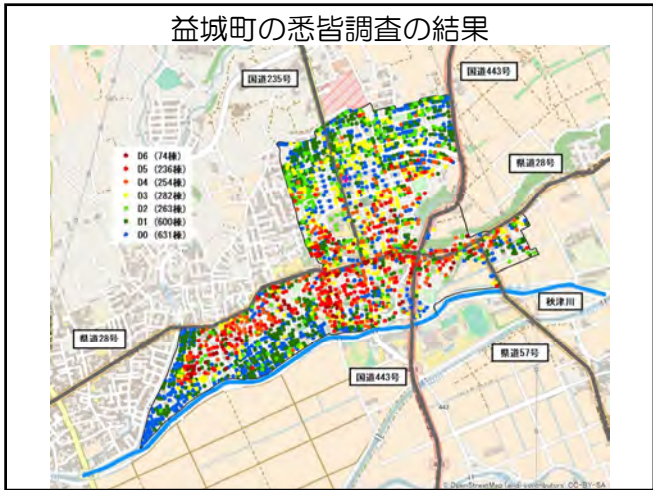 益城町の悉皆調査の結果
国道235号
国道443号
D6 (74棟)
D5 (236棟)
D4 (254棟)
D3 (282棟)
D2 (263棟)
D1 (600棟)
D0 (631棟)
県道28号
秋津川
県道28号
国道443号
県道57号
443
© OpenStreetMap (and) contributors, CC-BY-SA